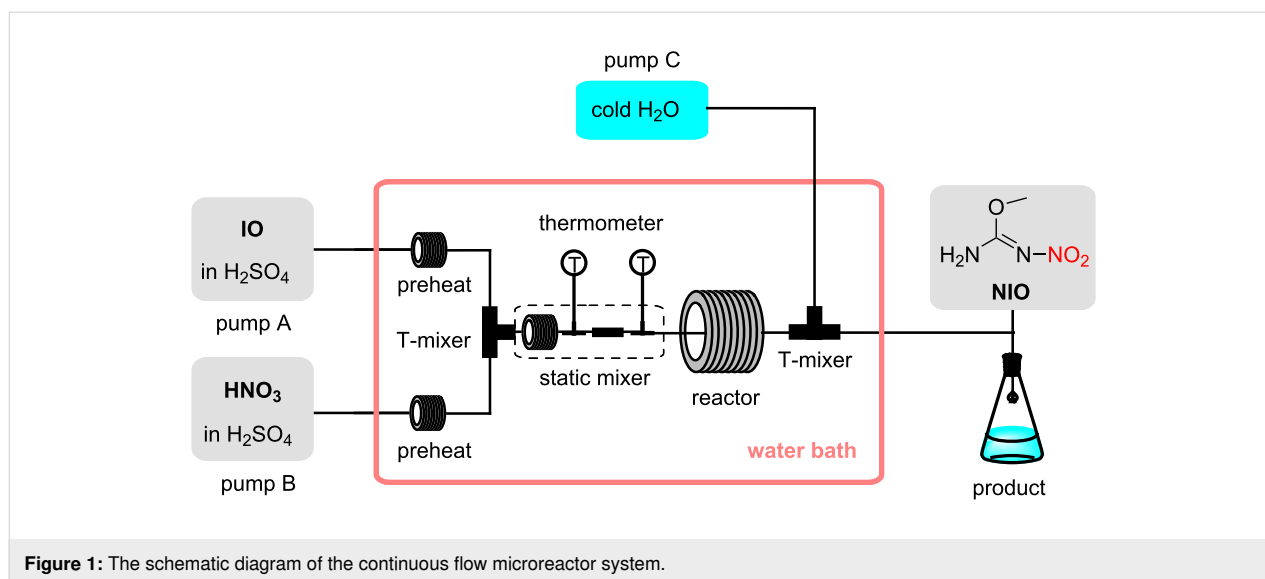 pump C
cold H₂O
IO
in H₂SO₄
pump A
HNO₃
in H₂SO₄
pump B
preheat
preheat
T-mixer
thermometer
T
T
static mixer
reactor
T-mixer
water bath
O
H₂N
N–NO₂
NIO
product
Figure 1: The schematic diagram of the continuous flow microreactor system.